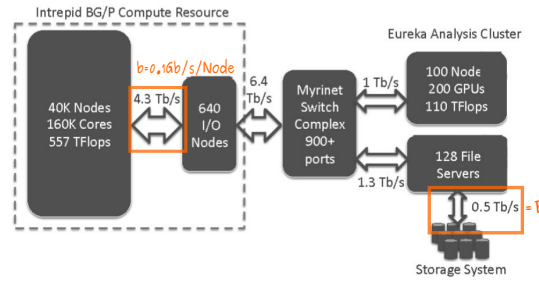 Intrepid BG/P Compute Resource
b=0,1Gb/s/Node
40K Nodes
160K Cores
557 TFlops
4.3 Tb/s
640
I/O
Nodes
6.4
Tb/s
Myrinet
Switch
Complex
900+
ports
Eureka Analysis Cluster
1 Tb/s
100 Node
200 GPUs
110 TFlops
1.3 Tb/s
128 File
Servers
0.5 Tb/s =
Storage System